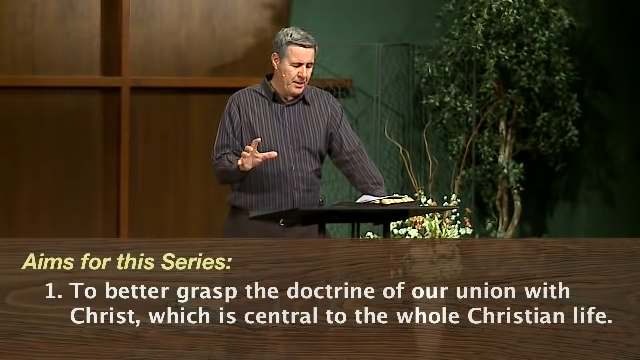 Aims for this Series:
1. To better grasp the doctrine of our union with
Christ, which is central to the whole Christian life.